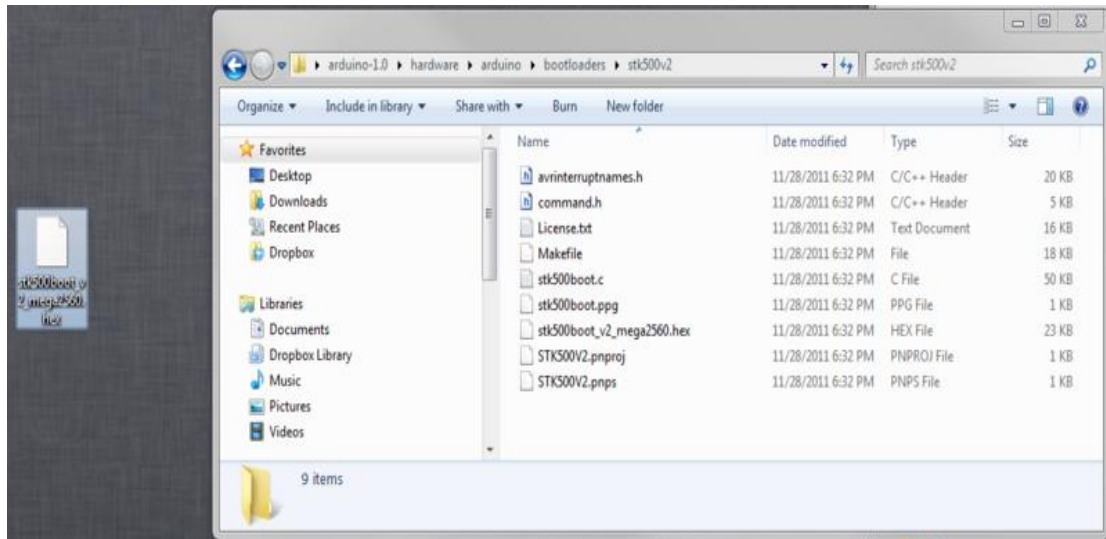 arduino-1.0 ▸ hardware ▸ arduino ▸ bootloaders ▸ stk500v2
Search stk500v2
Organize Include in library Share with Burn New folder
Favorites
Desktop
Downloads
Recent Places
Dropbox
Libraries
Documents
Dropbox Library
Music
Pictures
Videos
Name Date modified Type Size
avrinterruptnames.h 11/28/2011 6:32 PM C/C++ Header 20 KB
command.h 11/28/2011 6:32 PM C/C++ Header 5 KB
License.txt 11/28/2011 6:32 PM Text Document 16 KB
Makefile 11/28/2011 6:32 PM File 18 KB
stk500boot.c 11/28/2011 6:32 PM C File 50 KB
stk500boot.ppg 11/28/2011 6:32 PM PPG File 1 KB
stk500boot_v2_mega2560.hex 11/28/2011 6:32 PM HEX File 23 KB
STK500V2.pnproj 11/28/2011 6:32 PM PNPROJ File 1 KB
STK500V2.pnps 11/28/2011 6:32 PM PNPS File 1 KB
9 items
stk500boot_v
2_mega2560.
hex